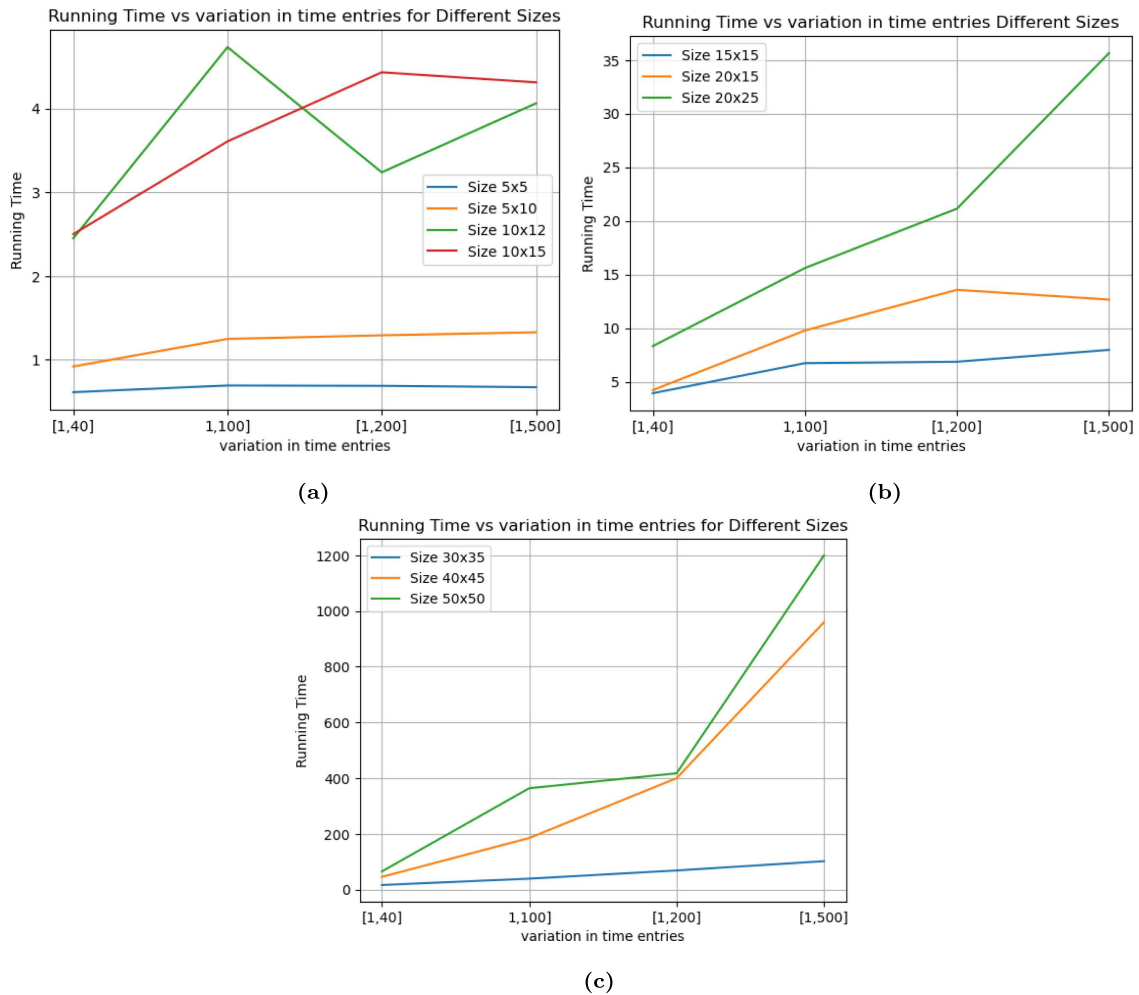 Running Time vs variation in time entries for Different Sizes
Running Time
4
3
2
1
Size 5x5
Size 5x10
Size 10x12
Size 10x15
[1,40]
1,100]
[1,200]
[1,500]
variation in time entries
(a)
Running Time vs variation in time entries Different Sizes
Running Time
35
30
25
20
15
10
5
Size 15x15
Size 20x15
Size 20x25
[1,40]
1,100]
[1,200]
[1,500]
variation in time entries
(b)
Running Time vs variation in time entries for Different Sizes
Running Time
1200
1000
800
600
400
200
0
Size 30x35
Size 40x45
Size 50x50
[1,40]
1,100]
[1,200]
[1,500]
variation in time entries
(c)